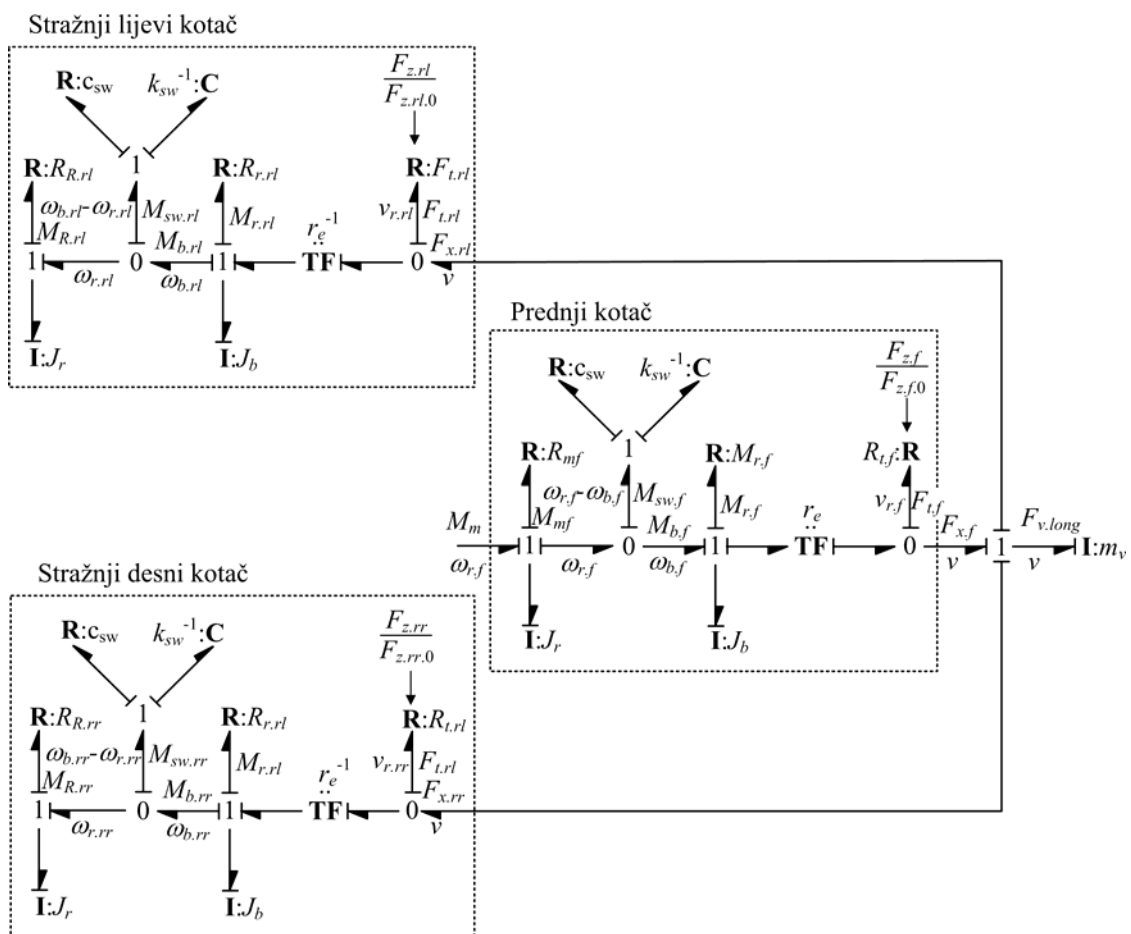 Stražnji lijevi kotač
R:c_sw k_sw^-1:C
F_z.rl
F_z.rl.0
R:R_R.rl 1 R:R_r.rl R:F_t.rl
ω_b.rl-ω_r.rl M_sw.rl M_r.rl v_r.rl F_t.rl
r_e^-1
M_R.rl M_b.rl F_x.rl
1 0 1 TF 0
ω_r.rl ω_b.rl v
I:J_r I:J_b
Prednji kotač
R:c_sw k_sw^-1:C
F_z.f
F_z.f.0
R:R_mf 1 R:M_r.f R_t.f:R
ω_r.f-ω_b.f M_sw.f M_r.f v_r.f F_t.f
r_e
M_m M_mf M_b.f F_x.f F_v.long
1 0 1 TF 0 1 I:m_v
ω_r.f ω_r.f ω_b.f v v
I:J_r I:J_b
Stražnji desni kotač
R:c_sw k_sw^-1:C
F_z.rr
F_z.rr.0
R:R_R.rr 1 R:R_r.rl R:R_t.rl
ω_b.rr-ω_r.rr M_sw.rr M_r.rl v_r.rr F_t.rl
r_e^-1
M_R.rr M_b.rr F_x.rr
1 0 1 TF 0
ω_r.rr ω_b.rr v
I:J_r I:J_b